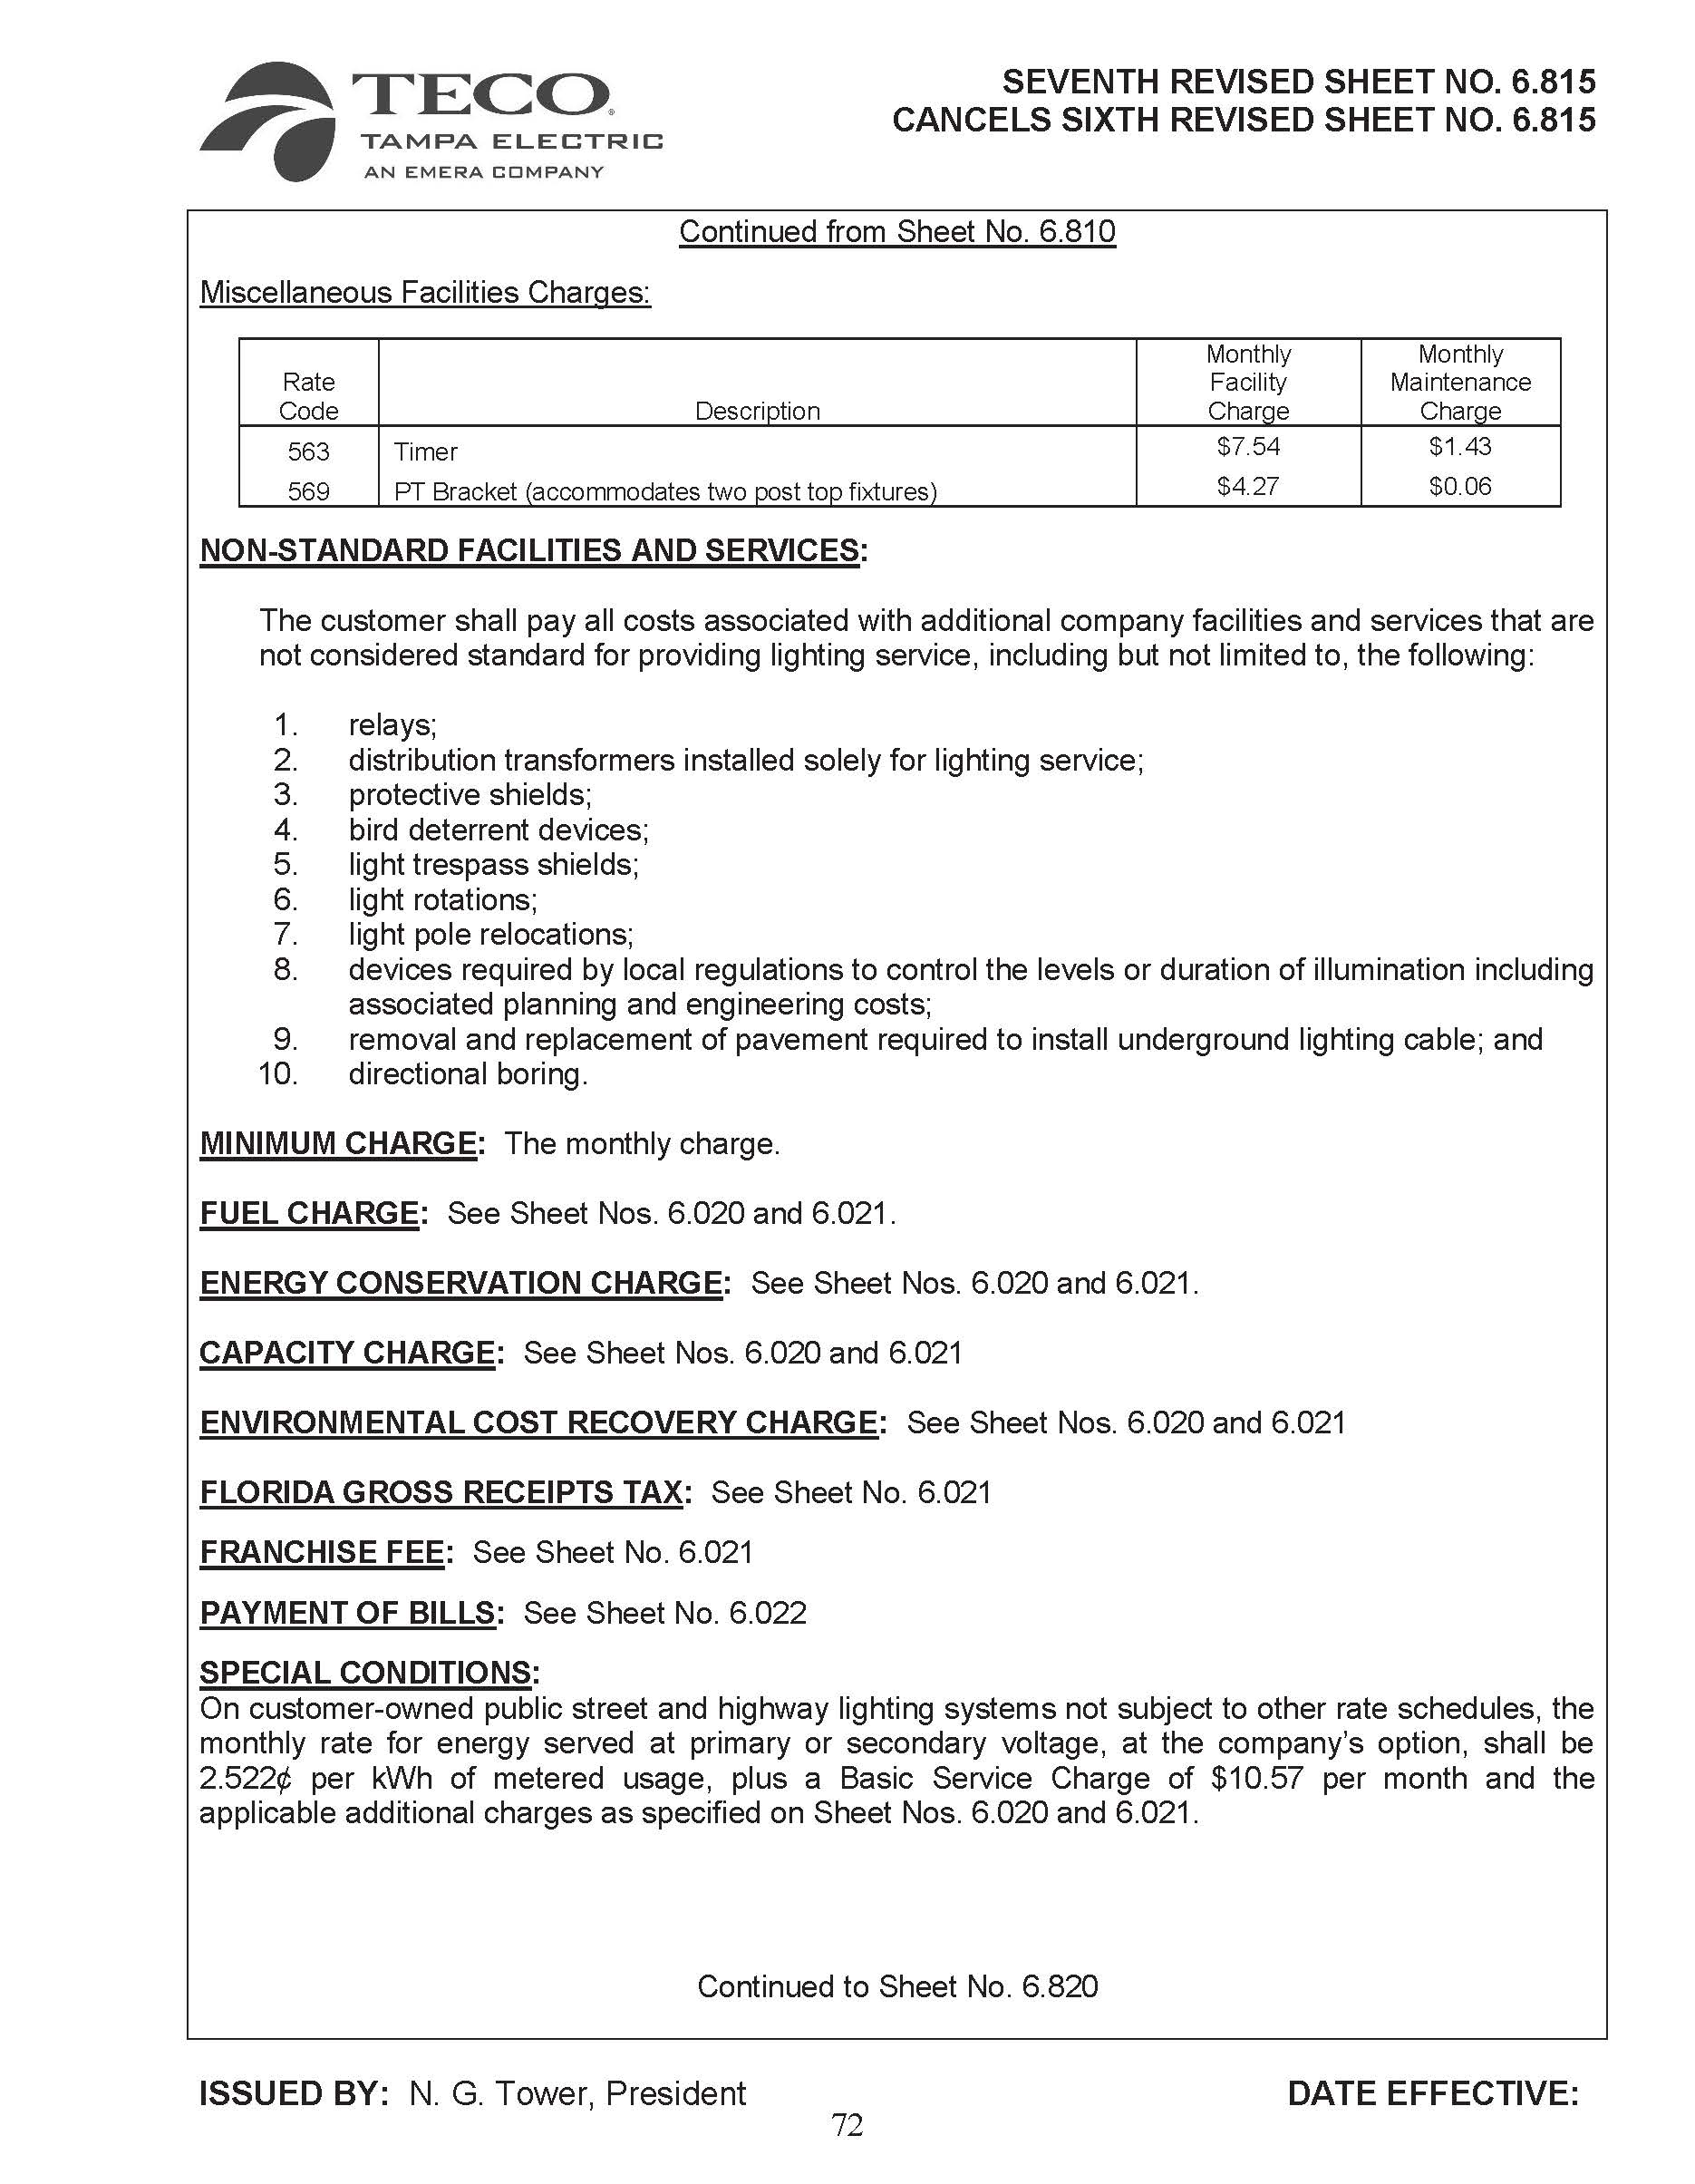 TECO®
TAMPA ELECTRIC
AN EMERA COMPANY
SEVENTH REVISED SHEET NO. 6.815
CANCELS SIXTH REVISED SHEET NO. 6.815
Continued from Sheet No. 6.810
Miscellaneous Facilities Charges:
Rate Code Description Monthly Facility Charge Monthly Maintenance Charge
563 Timer $7.54 $1.43
569 PT Bracket (accommodates two post top fixtures) $4.27 $0.06
NON-STANDARD FACILITIES AND SERVICES:
The customer shall pay all costs associated with additional company facilities and services that are
not considered standard for providing lighting service, including but not limited to, the following:
1. relays;
2. distribution transformers installed solely for lighting service;
3. protective shields;
4. bird deterrent devices;
5. light trespass shields;
6. light rotations;
7. light pole relocations;
8. devices required by local regulations to control the levels or duration of illumination including
associated planning and engineering costs;
9. removal and replacement of pavement required to install underground lighting cable; and
10. directional boring.
MINIMUM CHARGE: The monthly charge.
FUEL CHARGE: See Sheet Nos. 6.020 and 6.021.
ENERGY CONSERVATION CHARGE: See Sheet Nos. 6.020 and 6.021.
CAPACITY CHARGE: See Sheet Nos. 6.020 and 6.021
ENVIRONMENTAL COST RECOVERY CHARGE: See Sheet Nos. 6.020 and 6.021
FLORIDA GROSS RECEIPTS TAX: See Sheet No. 6.021
FRANCHISE FEE: See Sheet No. 6.021
PAYMENT OF BILLS: See Sheet No. 6.022
SPECIAL CONDITIONS:
On customer-owned public street and highway lighting systems not subject to other rate schedules, the
monthly rate for energy served at primary or secondary voltage, at the company’s option, shall be
2.522¢ per kWh of metered usage, plus a Basic Service Charge of $10.57 per month and the
applicable additional charges as specified on Sheet Nos. 6.020 and 6.021.
Continued to Sheet No. 6.820
ISSUED BY: N. G. Tower, President
DATE EFFECTIVE:
72